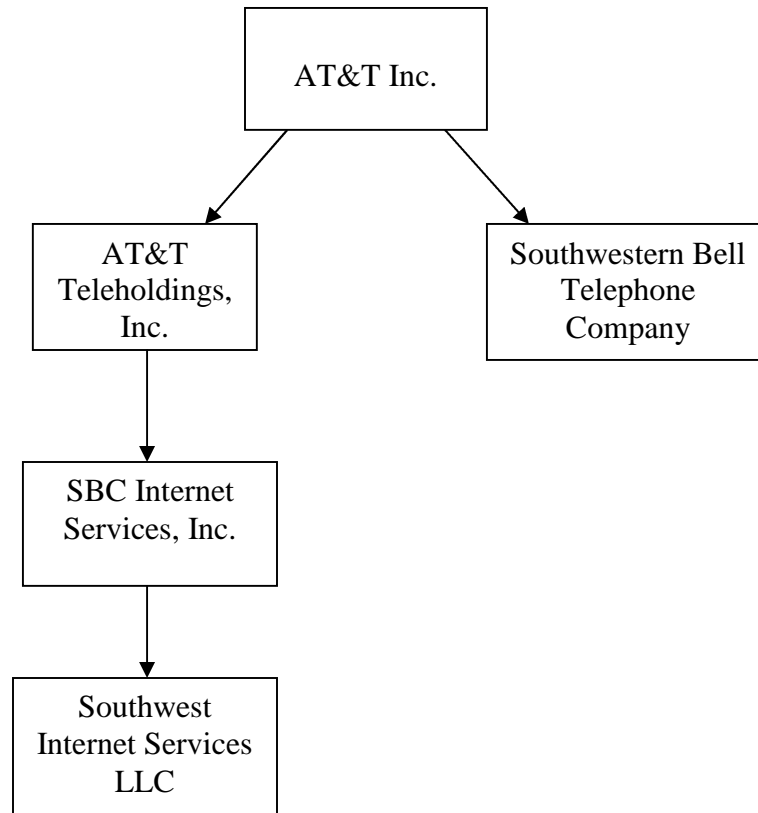 AT&T Inc.
AT&T
Teleholdings,
Inc.
Southwestern Bell
Telephone
Company
SBC Internet
Services, Inc.
Southwest
Internet Services
LLC